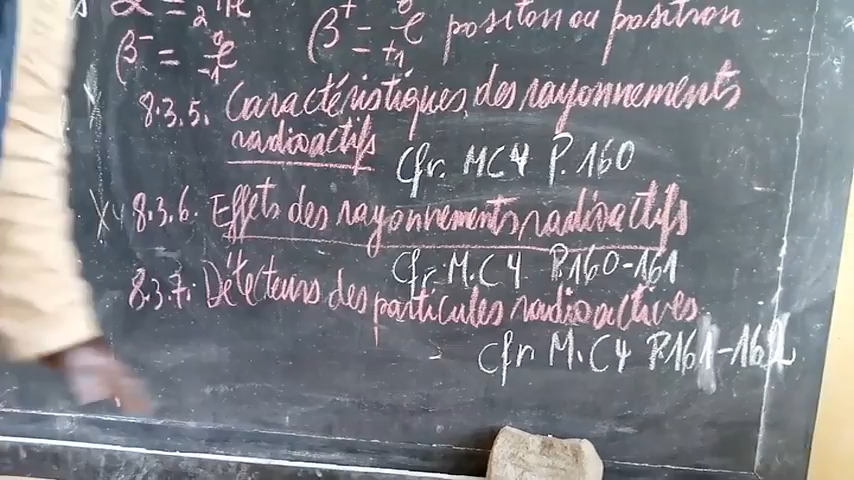 α = ₂He
β⁻ = ⁰₋₁e β⁺ = ⁰₊₁e positon ou position
8.3.5. Caractéristiques des rayonnements
radioactifs Cfr. MC4 P.160
8.3.6. Effets des rayonnements radioactifs
Cfr M.C4 P.160-161
8.3.7. Détecteurs des particules radioactives
Cfr M.C4 P.161-162